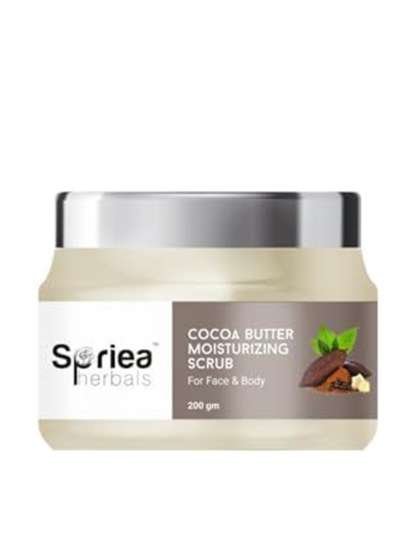 Spriea™
herbals
COCOA BUTTER
MOISTURIZING
SCRUB
For Face & Body
200 gm